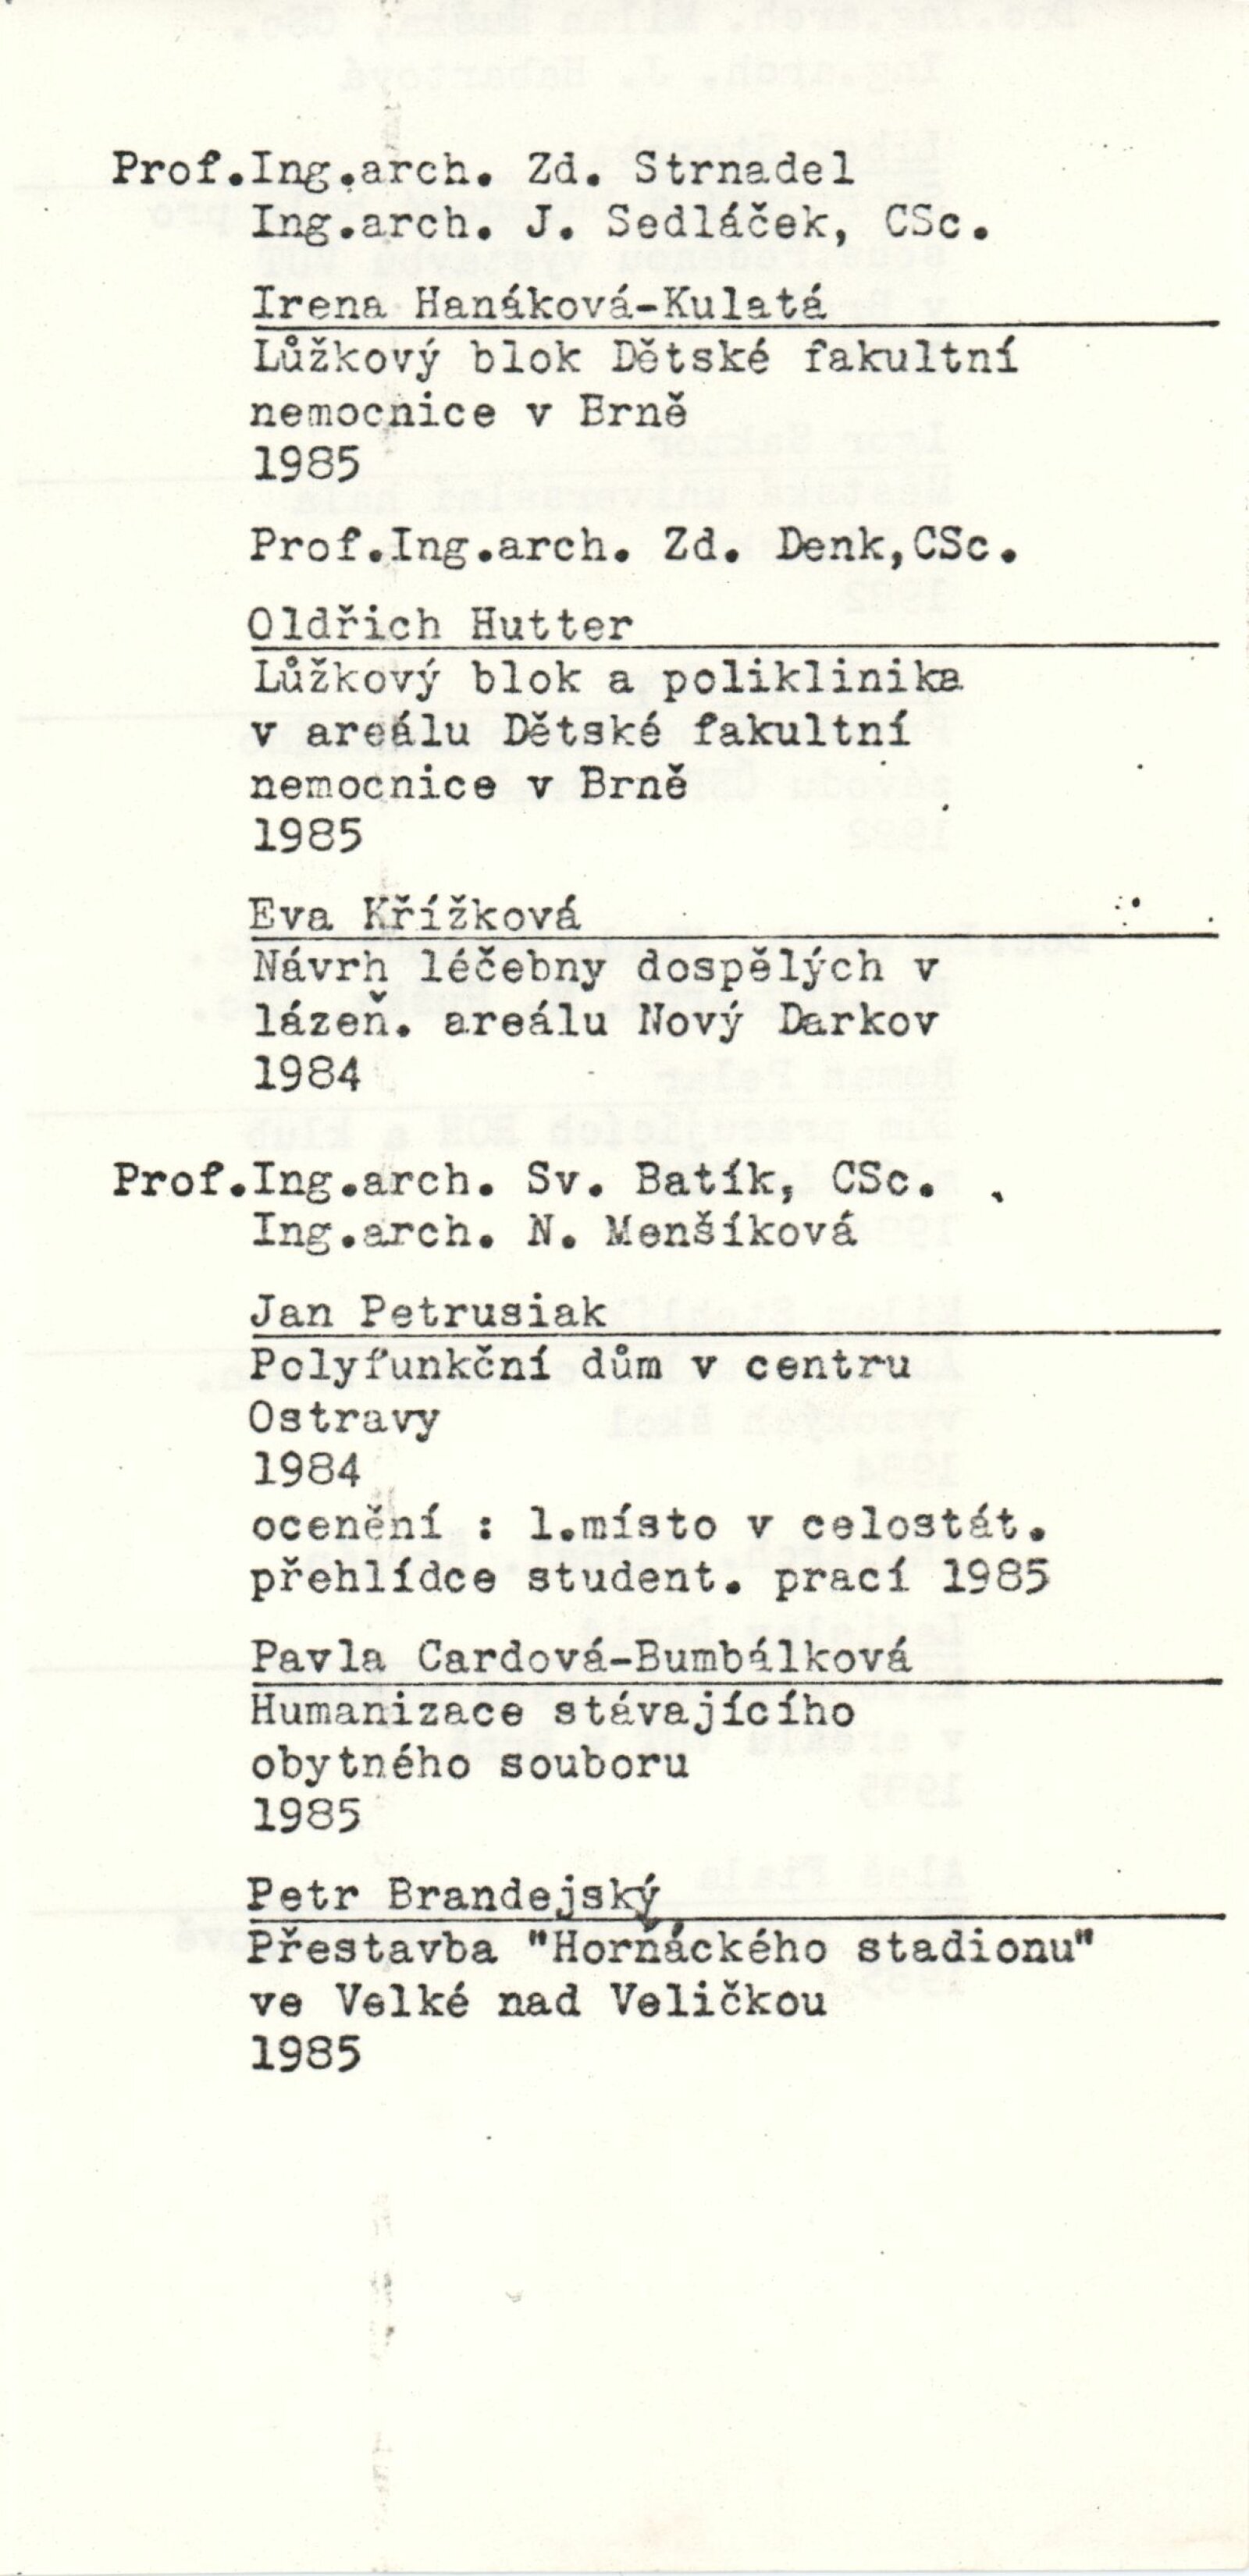 Prof.Ing.arch. Zd. Strnadel
Ing.arch. J. Sedláček, CSc.
Irena Hanáková-Kulatá
Lůžkový blok Dětské fakultní
nemocnice v Brně
1985
Prof.Ing.arch. Zd. Denk,CSc.
Oldřich Hutter
Lůžkový blok a poliklinika
v areálu Dětské fakultní
nemocnice v Brně
1985
Eva Křížková
Návrh léčebny dospělých v
lázeň. areálu Nový Darkov
1984
Prof.Ing.arch. Sv. Batík, CSc.
Ing.arch. N. Menšíková
Jan Petrusiak
Polyfunkční dům v centru
Ostravy
1984
ocenění : 1.místo v celostát.
přehlídce student. prací 1985
Pavla Cardová-Bumbálková
Humanizace stávajícího
obytného souboru
1985
Petr Brandejský
Přestavba "Horňáckého stadionu"
ve Velké nad Veličkou
1985